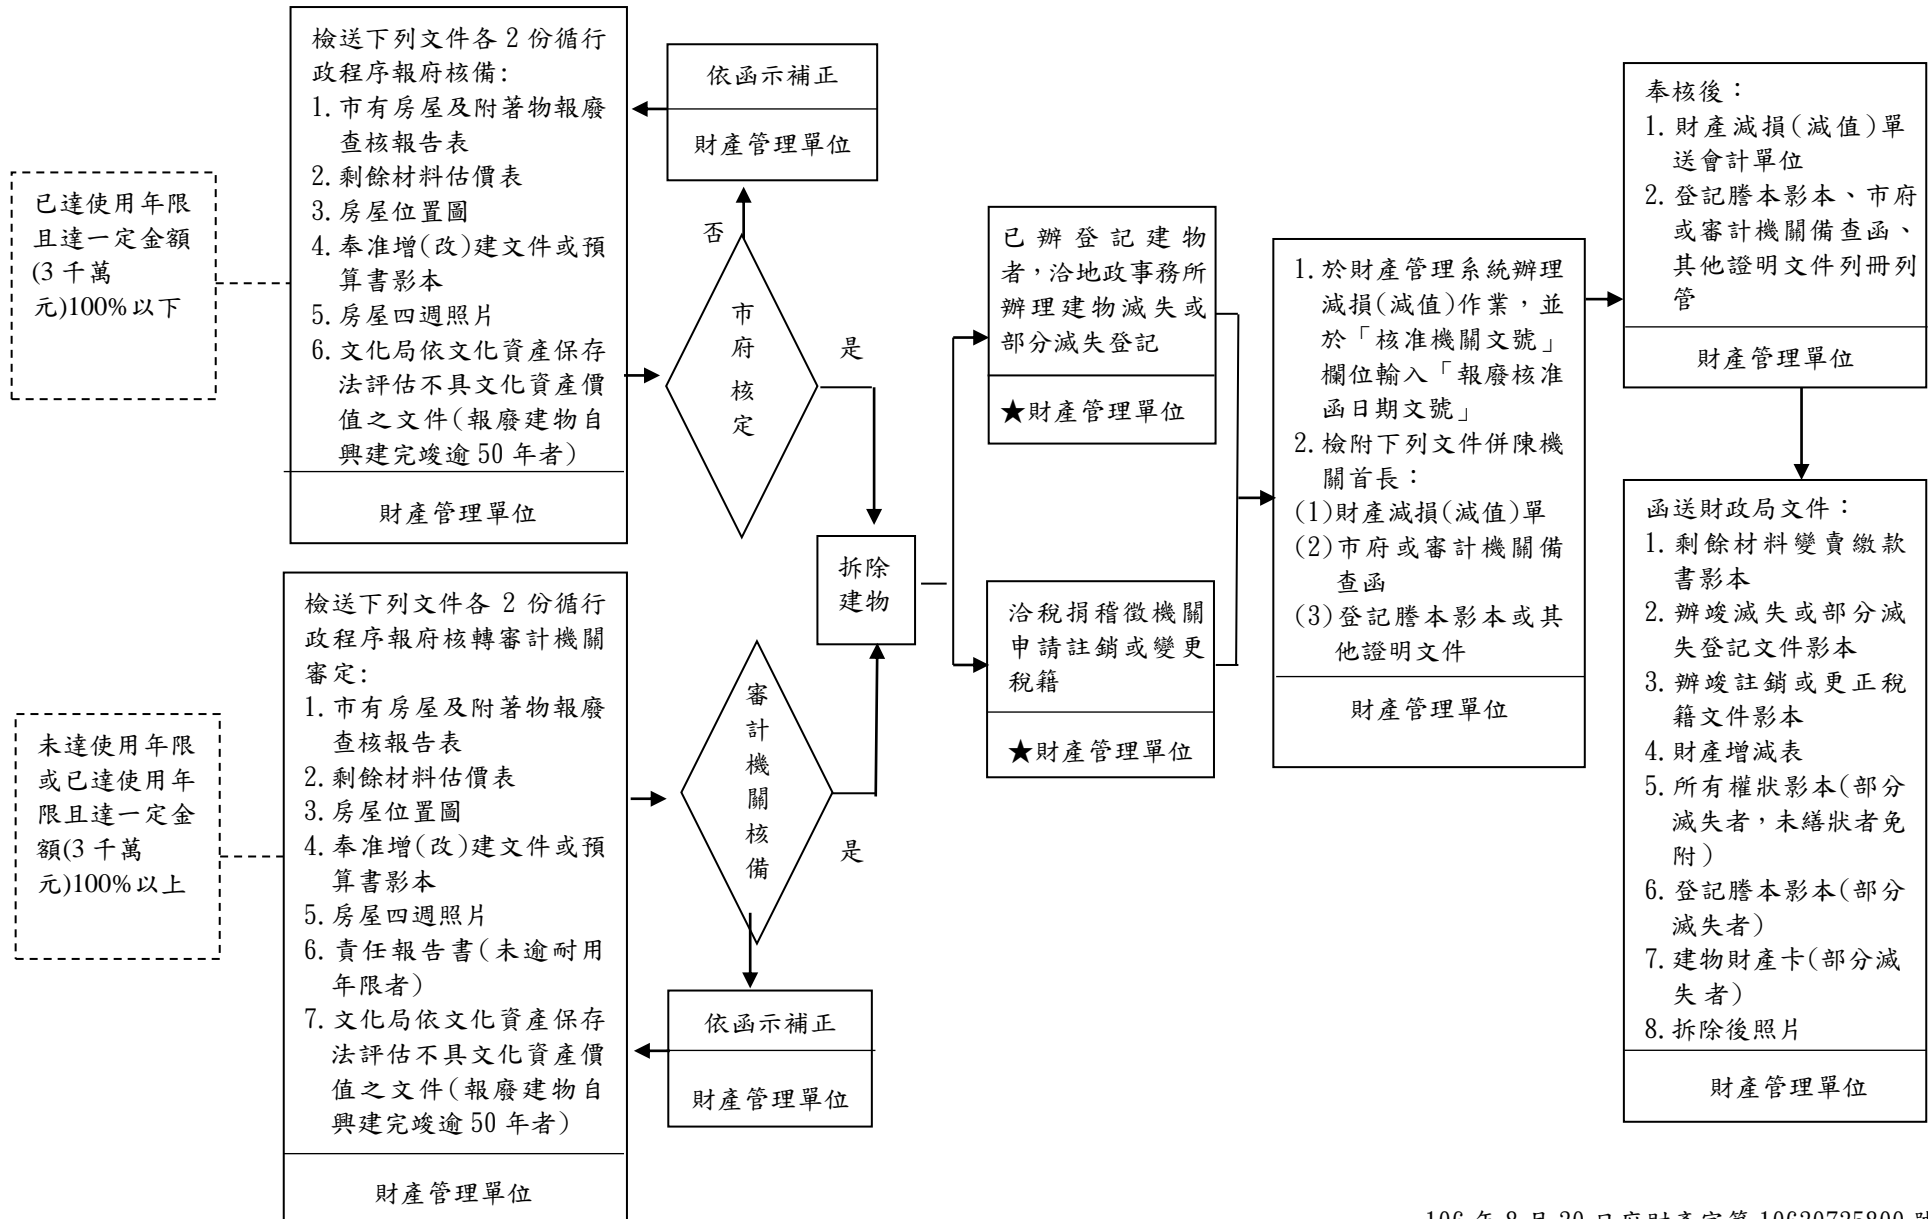 已達使用年限
且達一定金額
(3 千萬
元)100%以下
檢送下列文件各 2 份循行
政程序報府核備:
1.市有房屋及附著物報廢
查核報告表
2.剩餘材料估價表
3.房屋位置圖
4.奉准增(改)建文件或預
算書影本
5.房屋四週照片
6.文化局依文化資產保存
法評估不具文化資產價
值之文件(報廢建物自
興建完竣逾 50 年者)
財產管理單位
依函示補正
財產管理單位
否
市
府
核
定
是
未達使用年限
或已達使用年
限且達一定金
額(3 千萬
元)100%以上
檢送下列文件各 2 份循行
政程序報府核轉審計機關
審定:
1.市有房屋及附著物報廢
查核報告表
2.剩餘材料估價表
3.房屋位置圖
4.奉准增(改)建文件或預
算書影本
5.房屋四週照片
6.責任報告書(未逾耐用
年限者)
7.文化局依文化資產保存
法評估不具文化資產價
值之文件(報廢建物自
興建完竣逾 50 年者)
財產管理單位
審
計
機
關
核
備
是
依函示補正
財產管理單位
拆除
建物
已辦登記建物
者，洽地政事務所
辦理建物滅失或
部分滅失登記
★財產管理單位
洽稅捐稽徵機關
申請註銷或變更
稅籍
★財產管理單位
1.於財產管理系統辦理
減損(減值)作業，並
於「核准機關文號」
欄位輸入「報廢核准
函日期文號」
2.檢附下列文件併陳機
關首長：
(1)財產減損(減值)單
(2)市府或審計機關備
查函
(3)登記謄本影本或其
他證明文件
財產管理單位
奉核後：
1.財產減損(減值)單
送會計單位
2.登記謄本影本、市府
或審計機關備查函、
其他證明文件列冊列
管
財產管理單位
函送財政局文件：
1.剩餘材料變賣繳款
書影本
2.辦竣滅失或部分滅
失登記文件影本
3.辦竣註銷或更正稅
籍文件影本
4.財產增減表
5.所有權狀影本(部分
滅失者，未繕狀者免
附)
6.登記謄本影本(部分
滅失者)
7.建物財產卡(部分滅
失者)
8.拆除後照片
財產管理單位